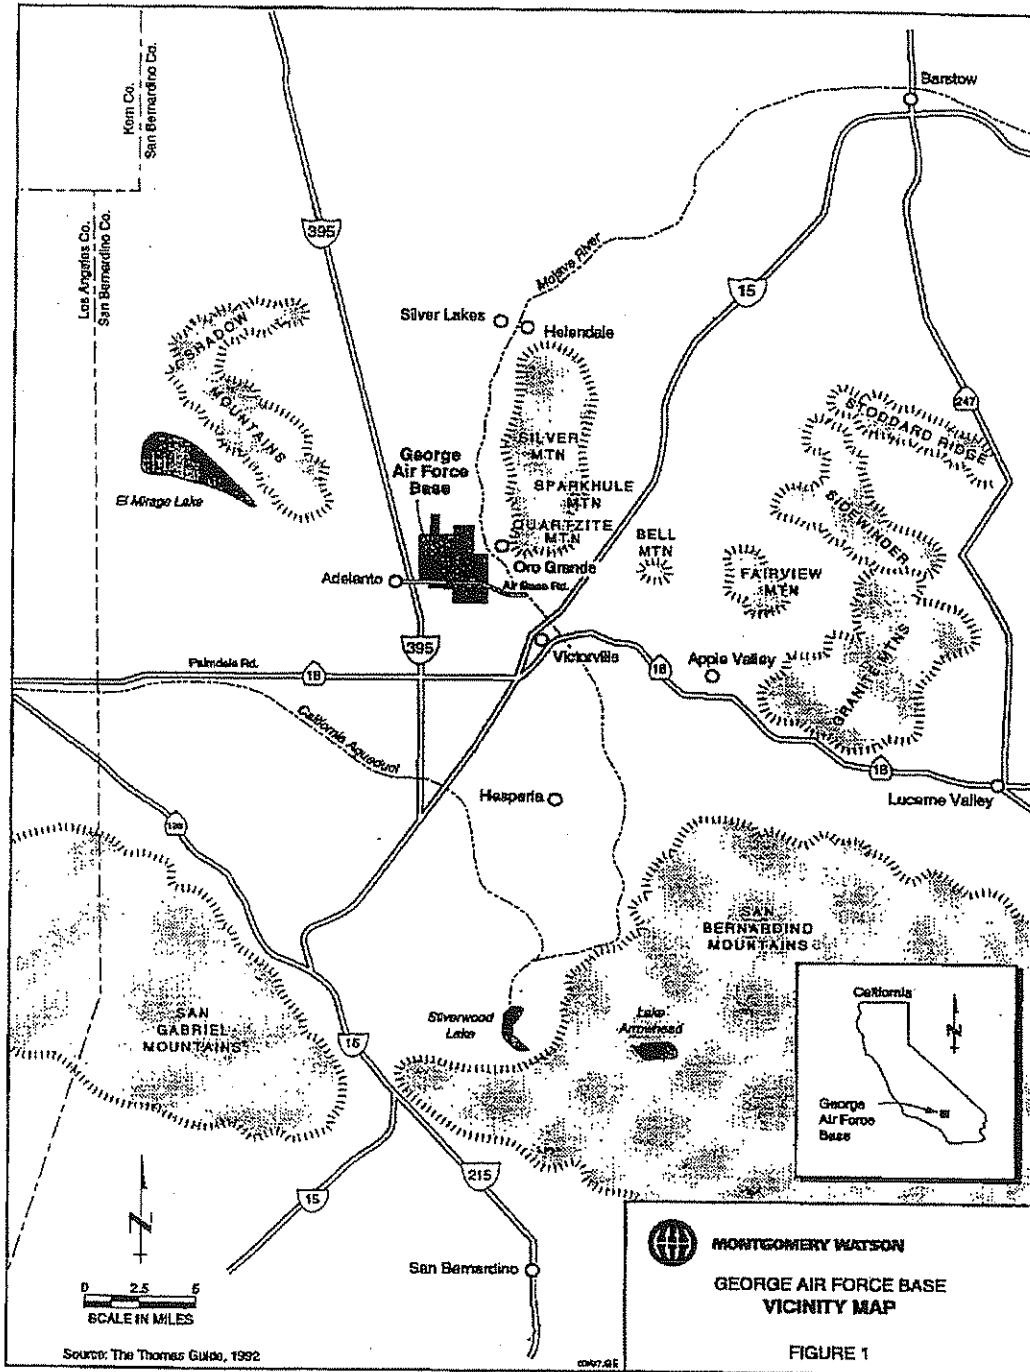 Kern Co.
San Bernardino Co.
Barstow
395
Los Angeles Co.
San Bernardino Co.
Mojave River
15
Silver Lakes
Helendale
SHADOW
MOUNTAINS
247
STODDARD RIDGE
SILVER
MTN
George
Air Force
Base
El Mirage Lake
SPARKHULE
MTN
SIDEWINDER
QUARTZITE
MTN
BELL
MTN
Oro Grande
FAIRVIEW
MTN
Adelanto
Air Base Rd.
395
Victorville
Palmdale Rd.
18
18
Apple Valley
GRANITE MTNS
California Aqueduct
18
Hesperia
Lucerne Valley
138
SAN
BERNARDINO
MOUNTAINS
California
N
SAN
GABRIEL
MOUNTAINS
Silverwood
Lake
Lake
Arrowhead
15
George
Air Force
Base
215
15
N
MONTGOMERY WATSON
San Bernardino
GEORGE AIR FORCE BASE
VICINITY MAP
0 2.5 5
SCALE IN MILES
FIGURE 1
Source: The Thomas Guide, 1992